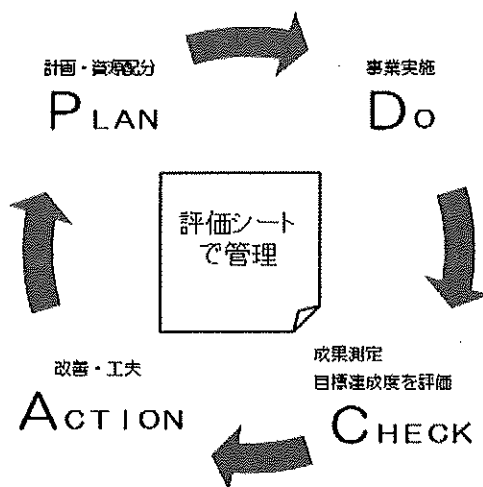 計画・資源配分
PLAN
事業実施
DO
評価シート
で管理
成果測定
目標達成度を評価
CHECK
改善・工夫
ACTION